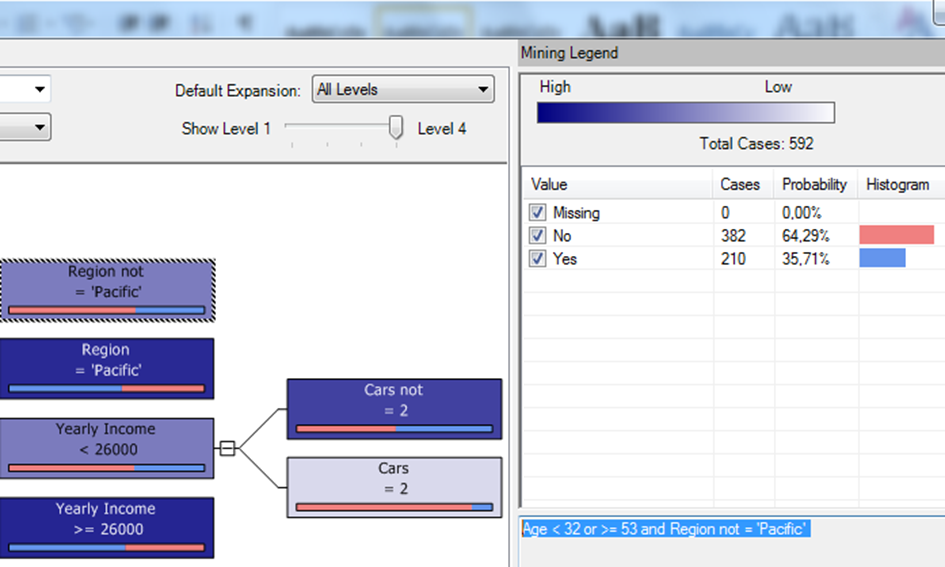 Mining Legend
Default Expansion: All Levels
Show Level 1 Level 4
High Low
Total Cases: 592
Value Cases Probability Histogram
Missing 0 0,00%
No 382 64,29%
Yes 210 35,71%
Region not
= 'Pacific'
Region
= 'Pacific'
Yearly Income
< 26000
Yearly Income
>= 26000
Cars not
= 2
Cars
= 2
Age < 32 or >= 53 and Region not = 'Pacific'